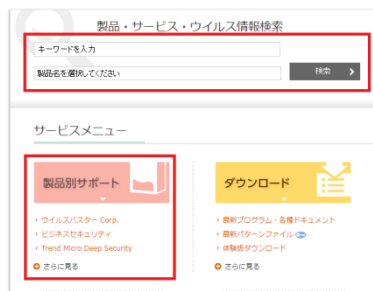 製品・サービス・ウイルス情報検索
キーワードを入力
製品名を選択してください
検索
サービスメニュー
製品別サポート
ダウンロード
ウイルスバスター Corp.
ビジネスセキュリティ
Trend Micro Deep Security
さらに見る
最新プログラム・各種ドキュメント
最新パターンファイル
体験版ダウンロード
さらに見る